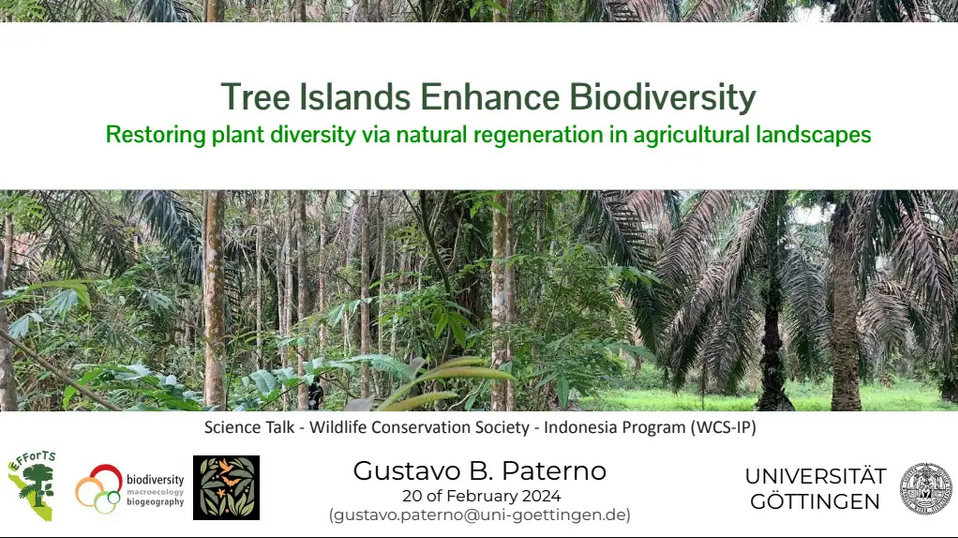 Tree Islands Enhance Biodiversity
Restoring plant diversity via natural regeneration in agricultural landscapes
Science Talk - Wildlife Conservation Society - Indonesia Program (WCS-IP)
EFForTS
biodiversity
macroecology
biogeography
Gustavo B. Paterno
20 of February 2024
(gustavo.paterno@uni-goettingen.de)
UNIVERSITÄT
GÖTTINGEN